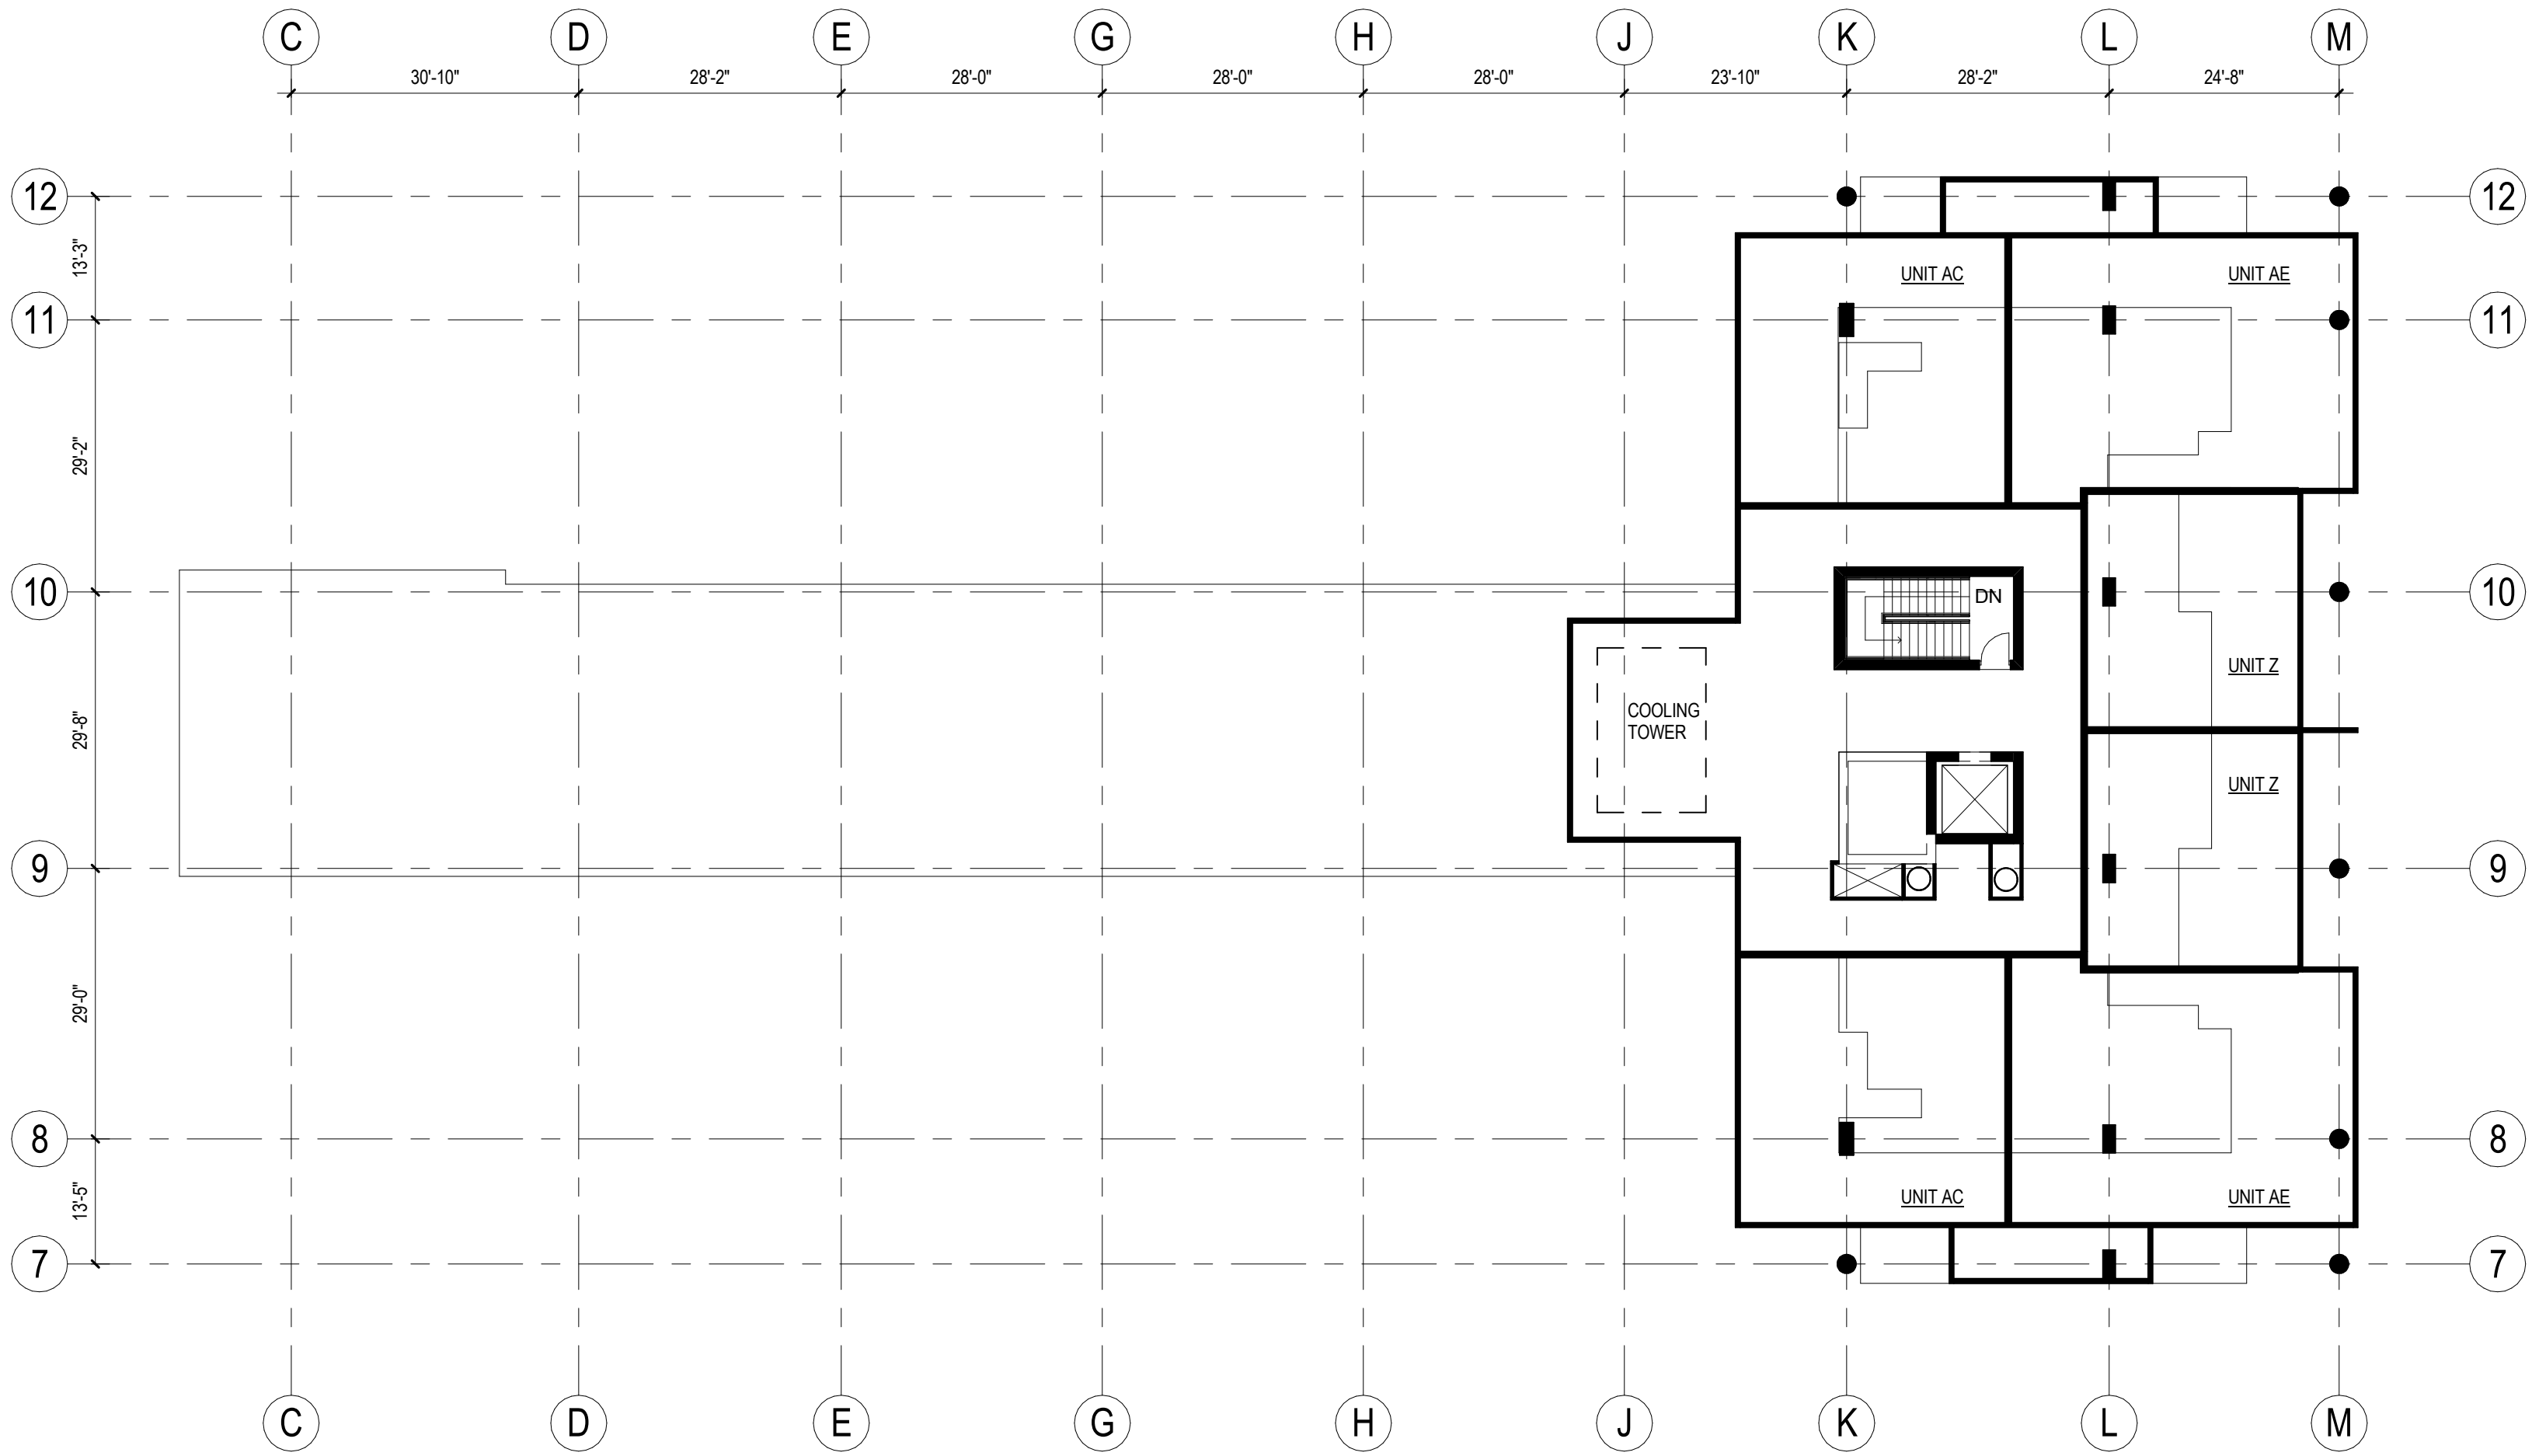 C D E G H J K L M
30'-10" 28'-2" 28'-0" 28'-0" 28'-0" 23'-10" 28'-2" 24'-8"
12 12
13'-3"
UNIT AC UNIT AE
11 11
29'-2"
10 DN 10
UNIT Z
29'-8"
COOLING
TOWER
UNIT Z
9 9
29'-0"
8 8
13'-5"
UNIT AC UNIT AE
7 7
C D E G H J K L M